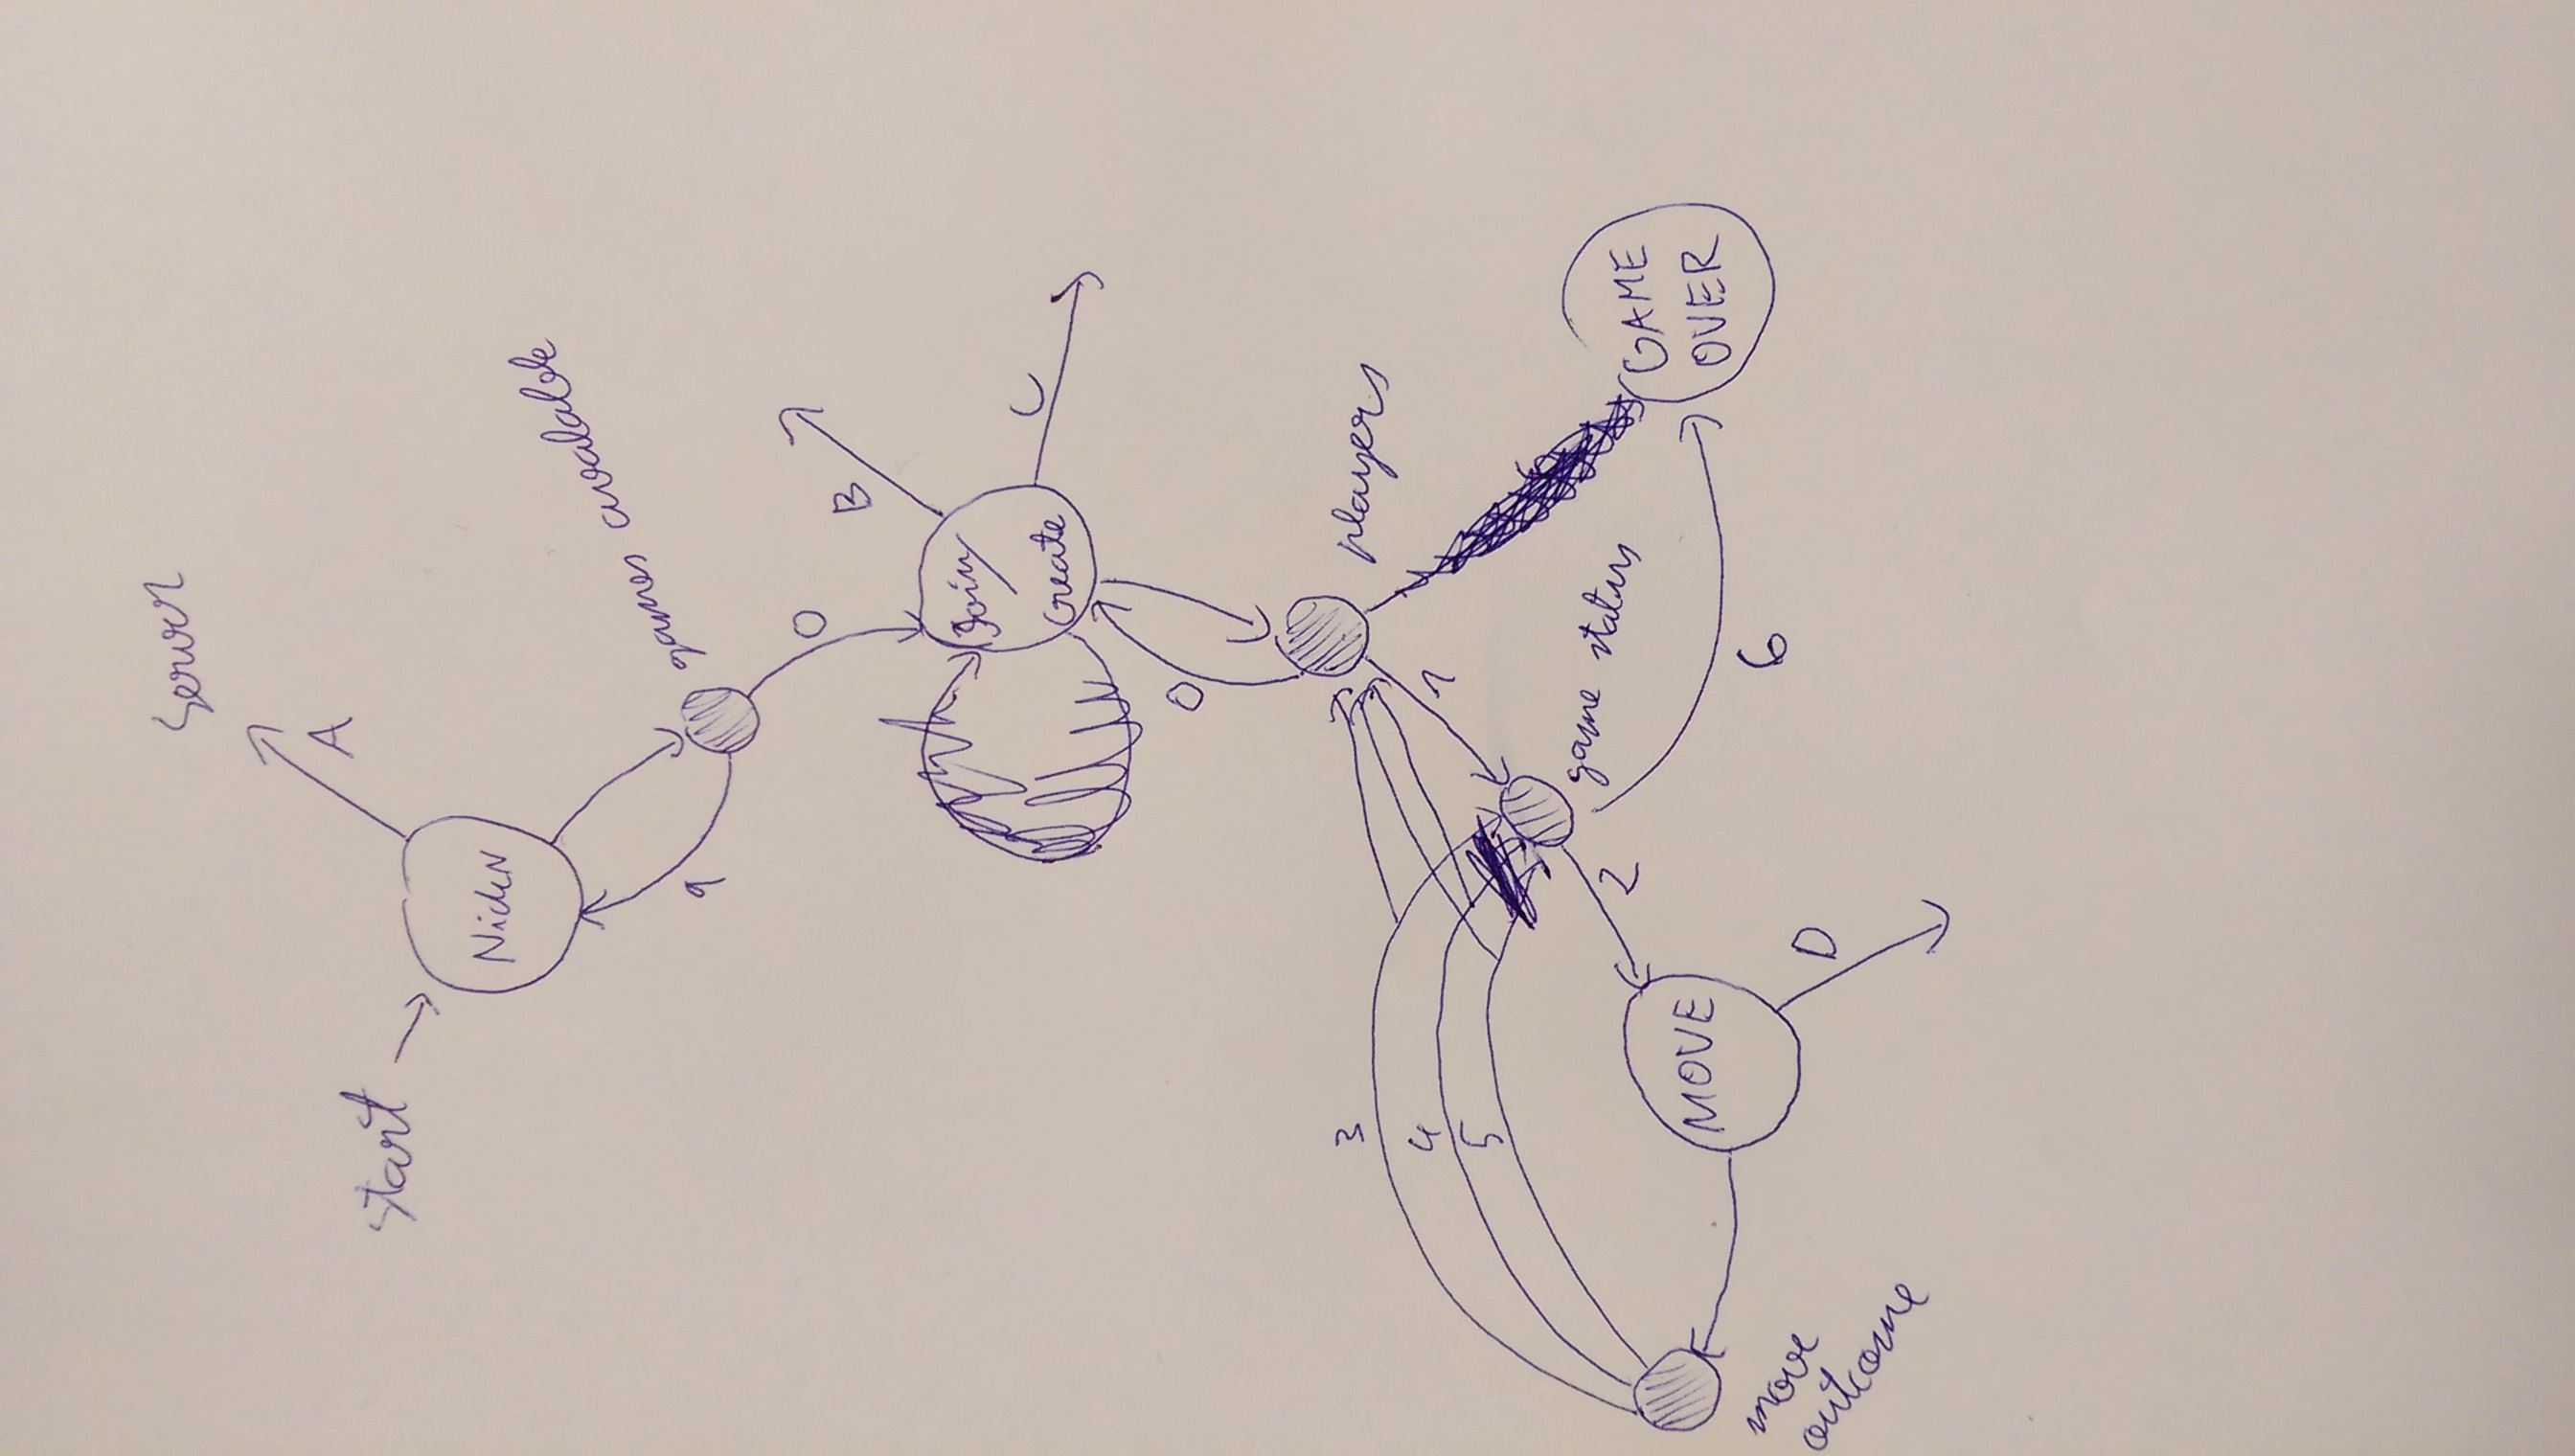 Server
start
A
Nickn
games available
1
0
B
C
Join/
Create
players
0
1
GAME
OVER
game status
6
2
3
4
5
MOVE
D
move
outcome